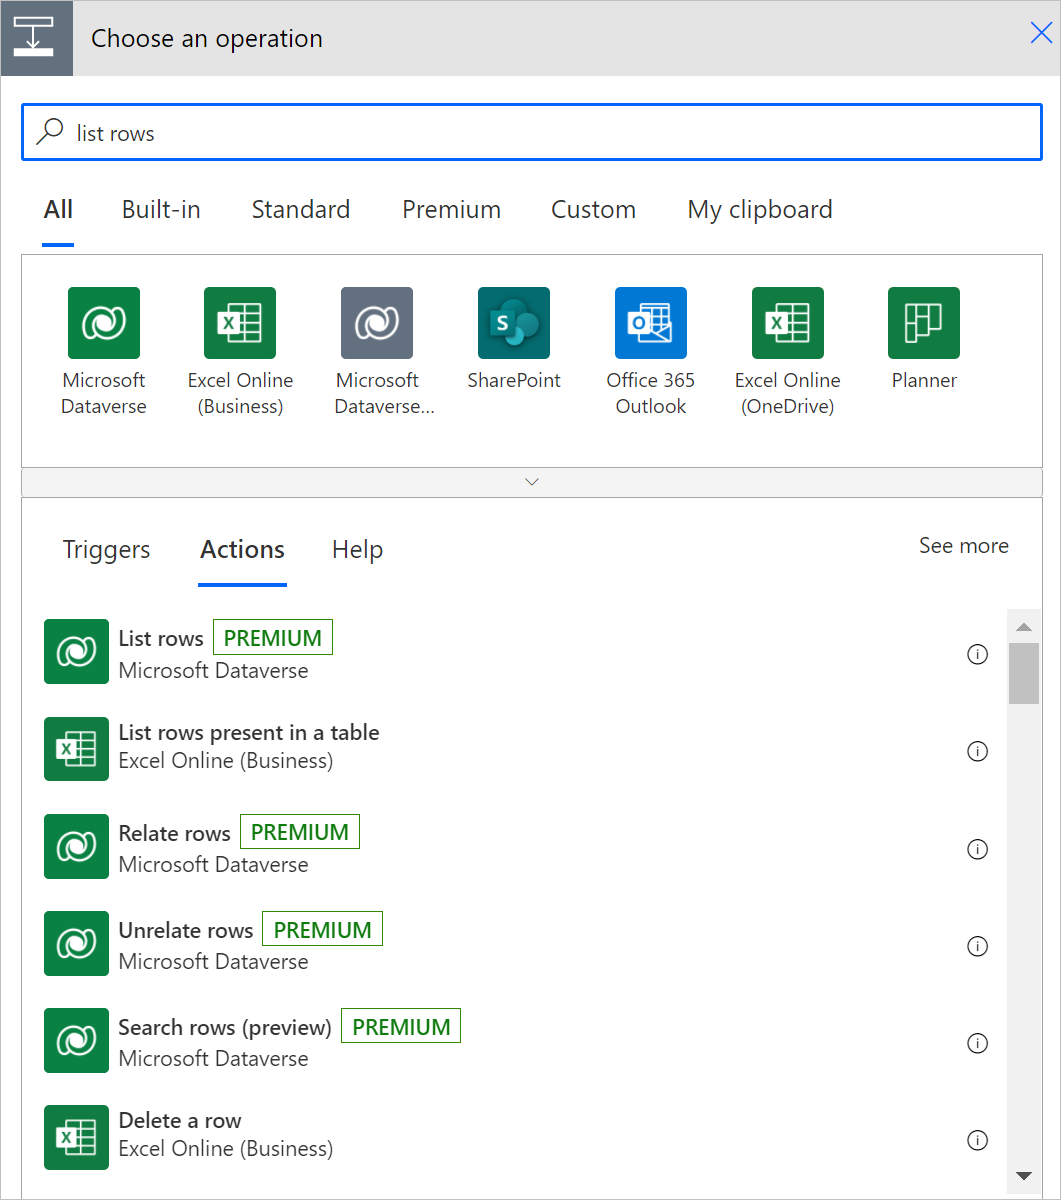 Choose an operation
list rows
All Built-in Standard Premium Custom My clipboard
Microsoft Dataverse
Excel Online (Business)
Microsoft Dataverse...
SharePoint
Office 365 Outlook
Excel Online (OneDrive)
Planner
Triggers Actions Help See more
List rows PREMIUM
Microsoft Dataverse
List rows present in a table
Excel Online (Business)
Relate rows PREMIUM
Microsoft Dataverse
Unrelate rows PREMIUM
Microsoft Dataverse
Search rows (preview) PREMIUM
Microsoft Dataverse
Delete a row
Excel Online (Business)